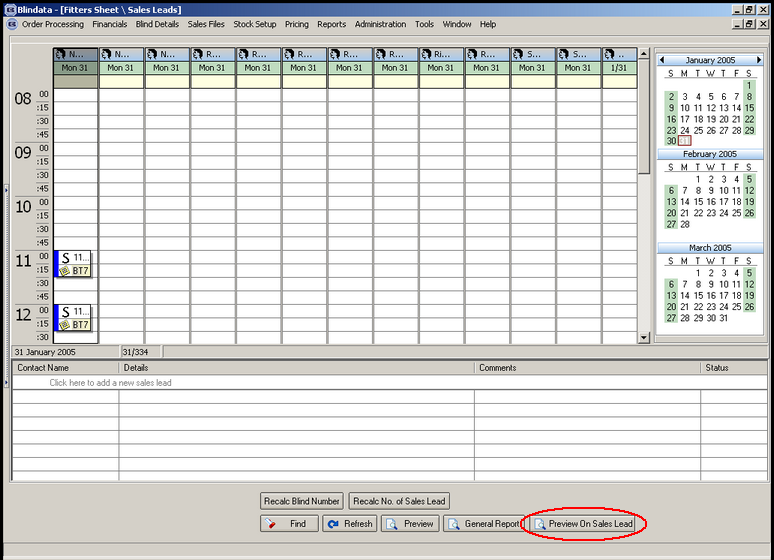 Blindata - [Fitters Sheet \ Sales Leads]
Order Processing Financials Blind Details Sales Files Stock Setup Pricing Reports Administration Tools Window Help
N... N... N... R... R... R... R... R... Ri... R... S... S... ..
Mon 31 Mon 31 Mon 31 Mon 31 Mon 31 Mon 31 Mon 31 Mon 31 Mon 31 Mon 31 Mon 31 Mon 31 1/31
08 00
:15
:30
09 00
:15
:30
:45
10 00
:15
:30
:45
11 00 S 11...
:15 BT7
:30
:45
12 00 S 11...
:15 BT7
:30
31 January 2005 31/334
January 2005
S M T W T F S
1
2 3 4 5 6 7 8
9 10 11 12 13 14 15
16 17 18 19 20 21 22
23 24 25 26 27 28 29
30 31
February 2005
S M T W T F S
1 2 3 4 5
6 7 8 9 10 11 12
13 14 15 16 17 18 19
20 21 22 23 24 25 26
27 28
March 2005
S M T W T F S
1 2 3 4 5
6 7 8 9 10 11 12
13 14 15 16 17 18 19
20 21 22 23 24 25 26
27 28 29 30 31
Contact Name Details Comments Status
Click here to add a new sales lead
Recalc Blind Number Recalc No. of Sales Lead
Find Refresh Preview General Report Preview On Sales Lead